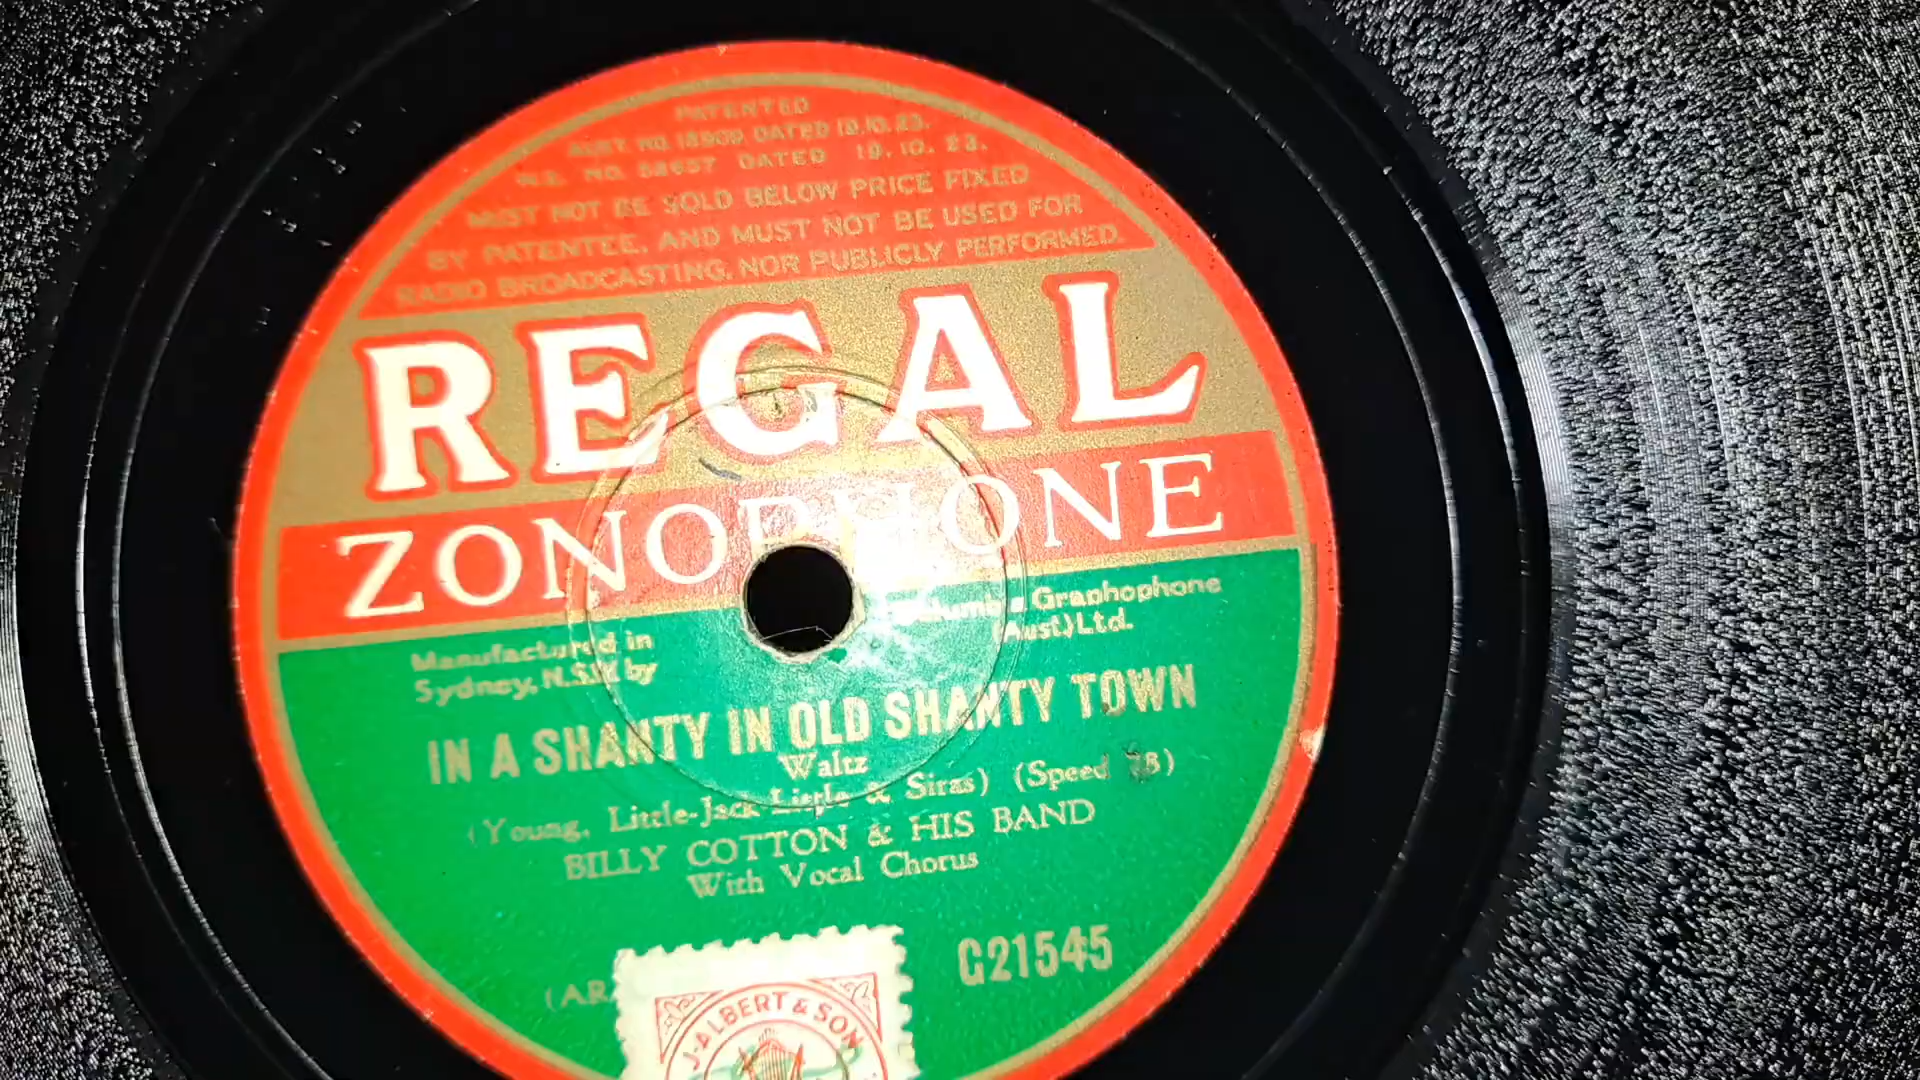 PATENTED
AUST NO. 18909 DATED 19.10.23.
N.Z. NO. 52657 DATED 19.10.23.
MUST NOT BE SOLD BELOW PRICE FIXED
BY PATENTEE, AND MUST NOT BE USED FOR
RADIO BROADCASTING, NOR PUBLICLY PERFORMED.
REGAL
ZONOPHONE
Manufactured in
Sydney, N.S.W. by
Graphophone
(Aust) Ltd.
IN A SHANTY IN OLD SHANTY TOWN
Waltz
(Young, Little-Jack-Little & Siras) (Speed 78)
BILLY COTTON & HIS BAND
With Vocal Chorus
G21545
(AR
J. ALBERT & SON